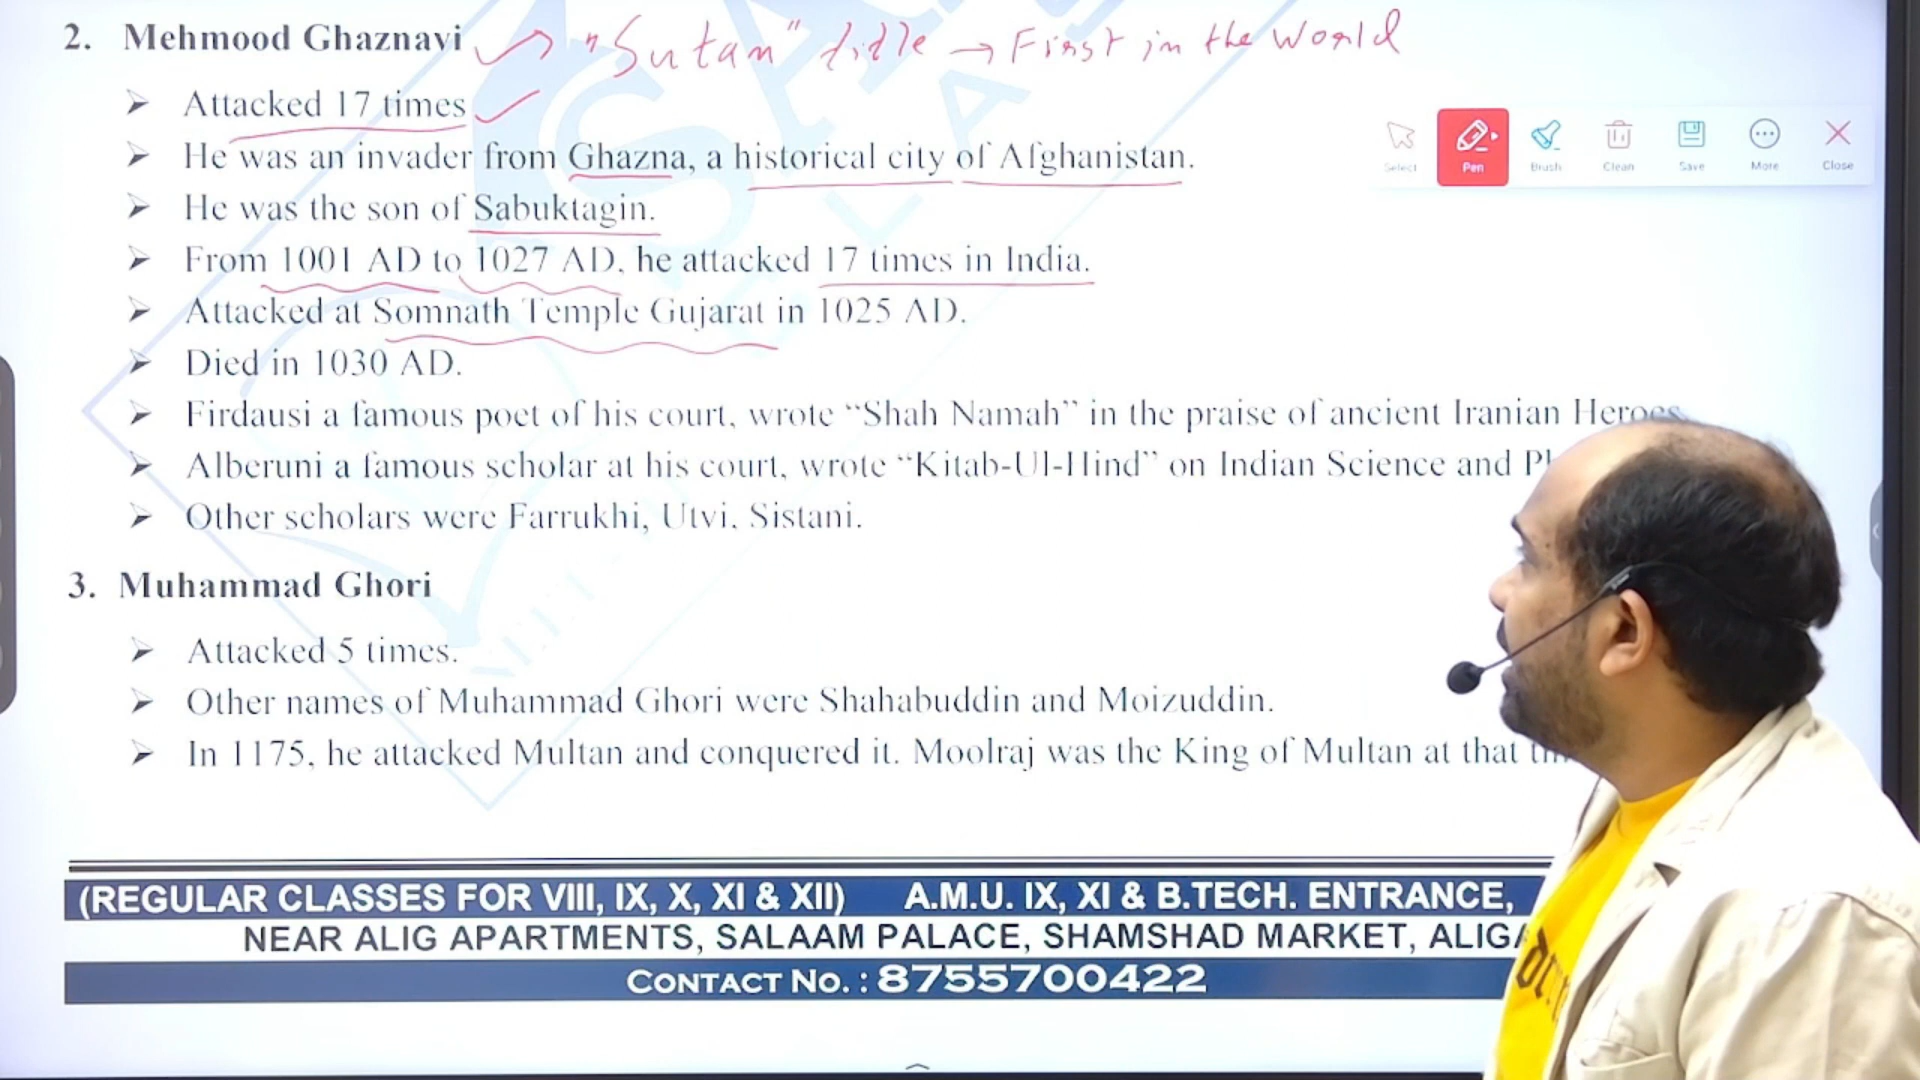 2. Mehmood Ghaznavi "Sutan" title → First in the World
➤ Attacked 17 times
➤ He was an invader from Ghazna, a historical city of Afghanistan.
➤ He was the son of Sabuktagin.
➤ From 1001 AD to 1027 AD, he attacked 17 times in India.
➤ Attacked at Somnath Temple Gujarat in 1025 AD.
➤ Died in 1030 AD.
➤ Firdausi a famous poet of his court, wrote “Shah Namah” in the praise of ancient Iranian Heroes
➤ Alberuni a famous scholar at his court, wrote “Kitab-Ul-Hind” on Indian Science and
➤ Other scholars were Farrukhi, Utvi, Sistani.
3. Muhammad Ghori
➤ Attacked 5 times.
➤ Other names of Muhammad Ghori were Shahabuddin and Moizuddin.
➤ In 1175, he attacked Multan and conquered it. Moolraj was the King of Multan at that
(REGULAR CLASSES FOR VIII, IX, X, XI & XII) A.M.U. IX, XI & B.TECH. ENTRANCE,
NEAR ALIG APARTMENTS, SALAAM PALACE, SHAMSHAD MARKET,
CONTACT NO. : 8755700422
Select Pen Brush Clean Save More Close